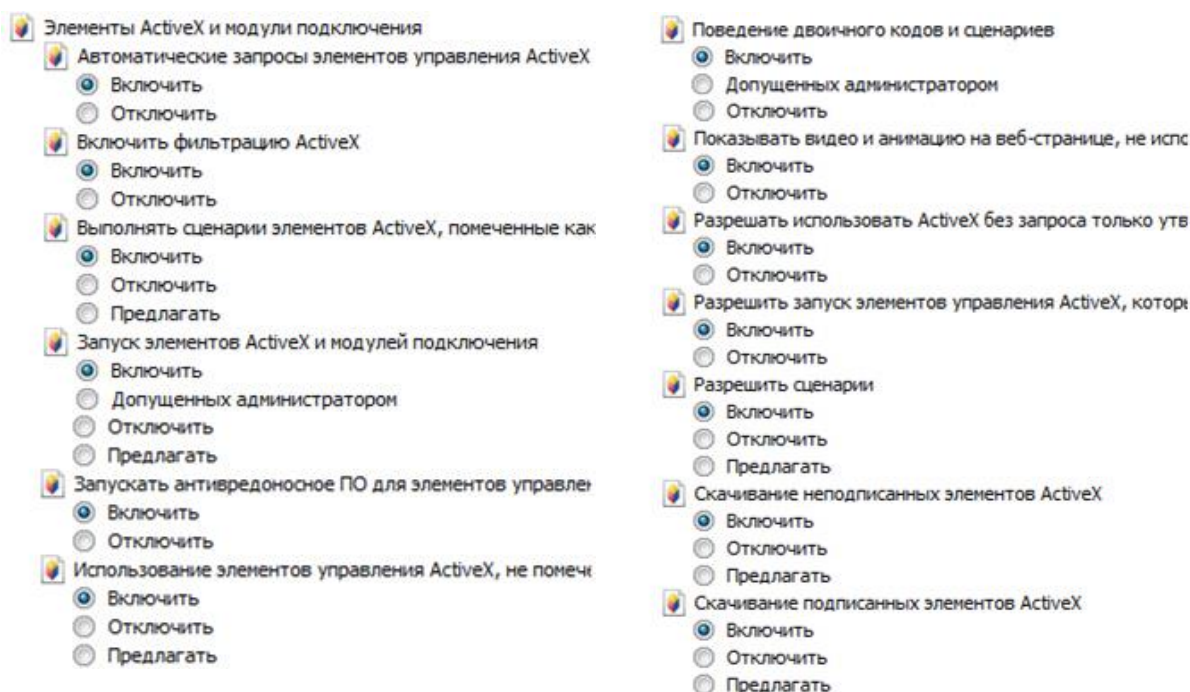 Элементы ActiveX и модули подключения
Автоматические запросы элементов управления ActiveX
Включить
Отключить
Включить фильтрацию ActiveX
Включить
Отключить
Выполнять сценарии элементов ActiveX, помеченные как
Включить
Отключить
Предлагать
Запуск элементов ActiveX и модулей подключения
Включить
Допущенных администратором
Отключить
Предлагать
Запускать антивредоносное ПО для элементов управлен
Включить
Отключить
Использование элементов управления ActiveX, не помече
Включить
Отключить
Предлагать
Поведение двоичного кодов и сценариев
Включить
Допущенных администратором
Отключить
Показывать видео и анимацию на веб-странице, не испо
Включить
Отключить
Разрешать использовать ActiveX без запроса только утв
Включить
Отключить
Разрешить запуск элементов управления ActiveX, которы
Включить
Отключить
Разрешить сценарии
Включить
Отключить
Предлагать
Скачивание неподписанных элементов ActiveX
Включить
Отключить
Предлагать
Скачивание подписанных элементов ActiveX
Включить
Отключить
Предлагать